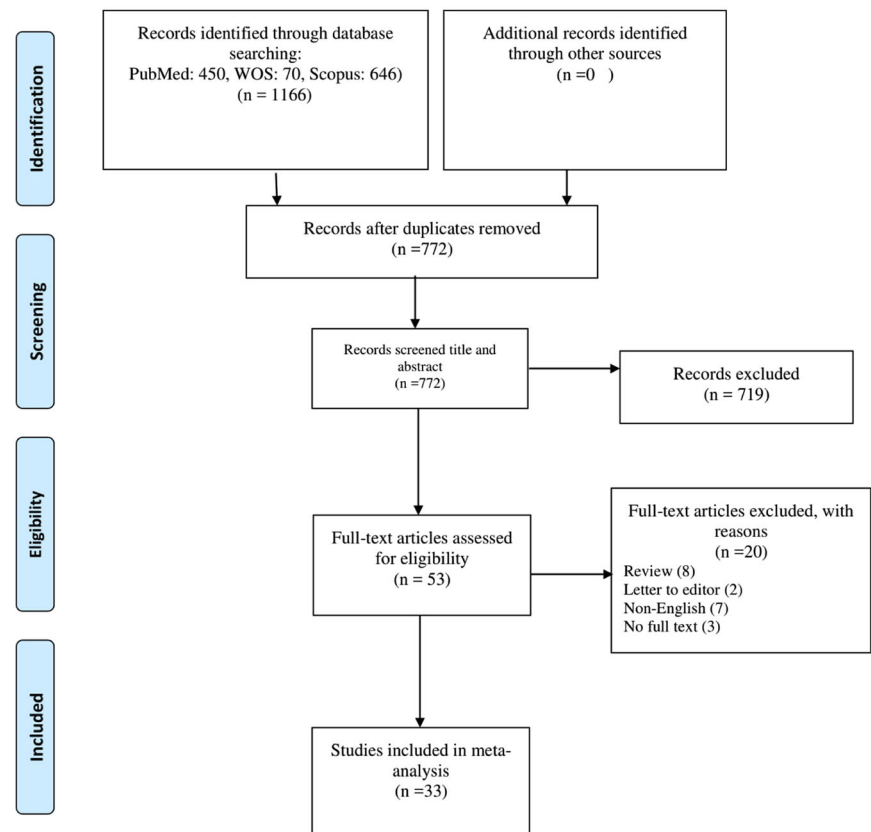 Identification
Records identified through database
searching:
PubMed: 450, WOS: 70, Scopus: 646)
(n = 1166)
Additional records identified
through other sources
(n =0   )
Records after duplicates removed
(n =772)
Screening
Records screened title and
abstract
(n =772)
Records excluded
(n = 719)
Eligibility
Full-text articles assessed
for eligibility
(n = 53)
Full-text articles excluded, with
reasons
(n =20)
Review (8)
Letter to editor (2)
Non-English (7)
No full text (3)
Included
Studies included in meta-
analysis
(n =33)